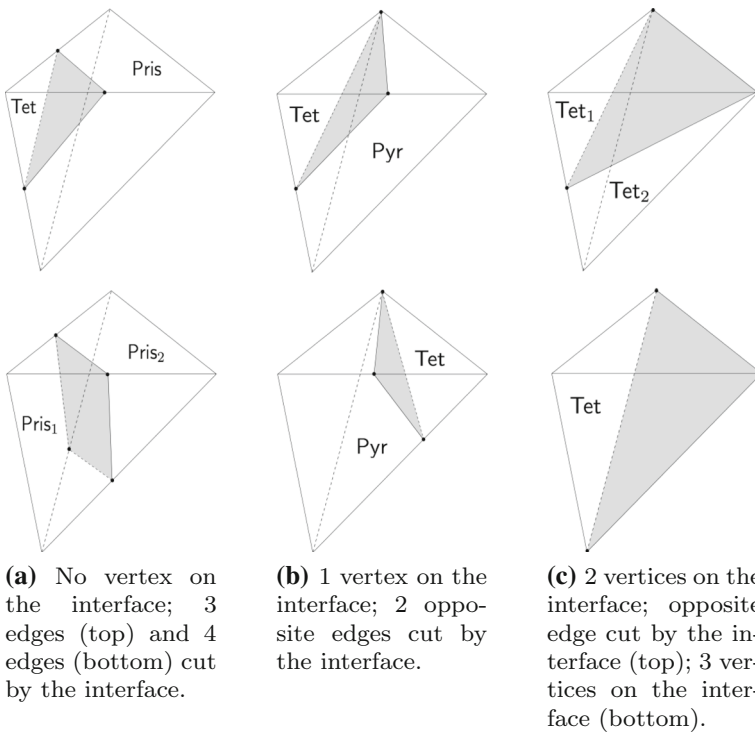 Pris
Tet
Tet
Pyr
Tet₁
Tet₂
Pris₂
Pris₁
Tet
Pyr
Tet
(a) No vertex on
the interface; 3
edges (top) and 4
edges (bottom) cut
by the interface.
(b) 1 vertex on the
interface; 2 oppo-
site edges cut by
the interface.
(c) 2 vertices on the
interface; opposite
edge cut by the in-
terface (top); 3 ver-
tices on the inter-
face (bottom).